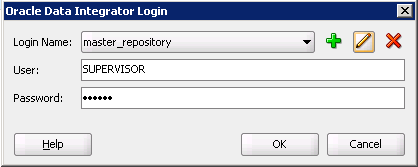 Oracle Data Integrator Login
Login Name: master_repository
User: SUPERVISOR
Password: ••••••
Help OK Cancel